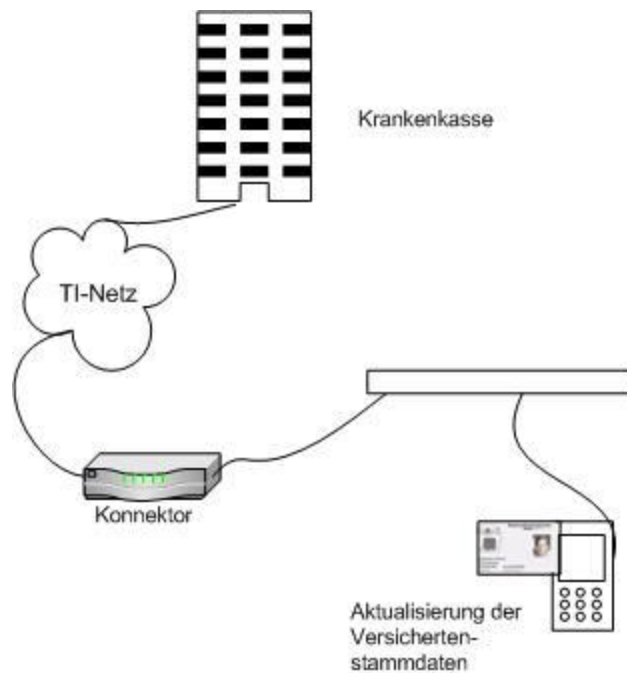 Krankenkasse
TI-Netz
Konnektor
Aktualisierung der
Versicherten-
stammdaten